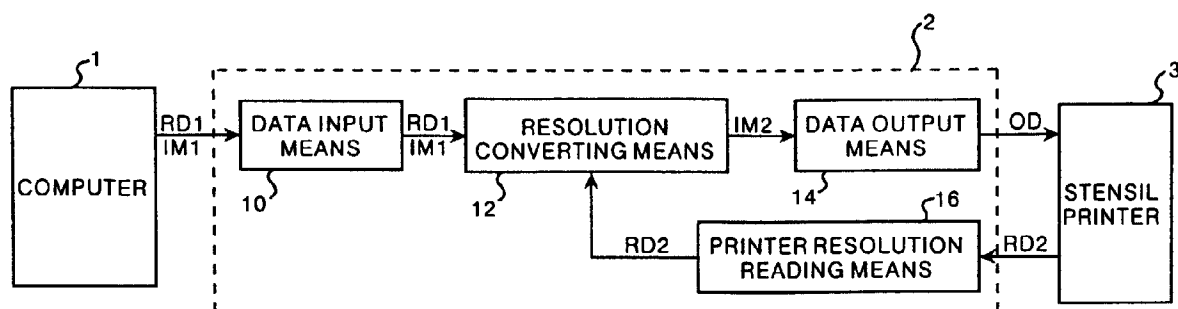 1
2
3
COMPUTER
RD1
IM1
DATA INPUT
MEANS
10
RD1
IM1
RESOLUTION
CONVERTING MEANS
12
IM2
DATA OUTPUT
MEANS
14
OD
STENSIL
PRINTER
16
RD2
PRINTER RESOLUTION
READING MEANS
RD2